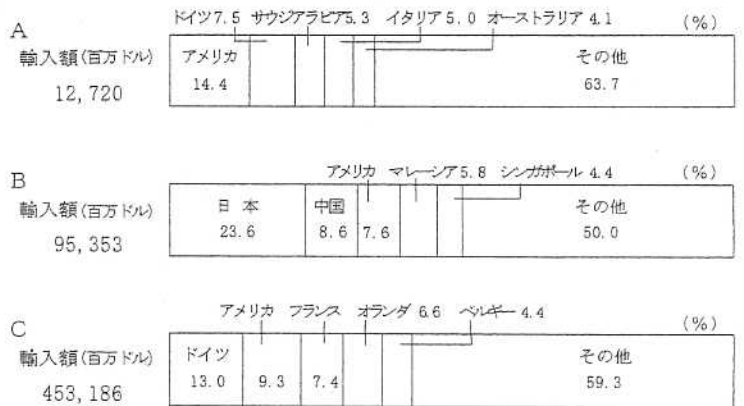 ドイツ7.5 サウジアラビア5.3 イタリア 5.0 オーストラリア 4.1 (%)
A
輸入額(百万ドル)
12,720
アメリカ
14.4
その他
63.7
アメリカ マレーシア5.8 シンガポール 4.4 (%)
B
輸入額(百万ドル)
95,353
日本 中国 その他
23.6 8.6 7.6 50.0
アメリカ フランス オランダ 6.6 ベルギー 4.4 (%)
C
輸入額(百万ドル)
453,186
ドイツ その他
13.0 9.3 7.4 59.3